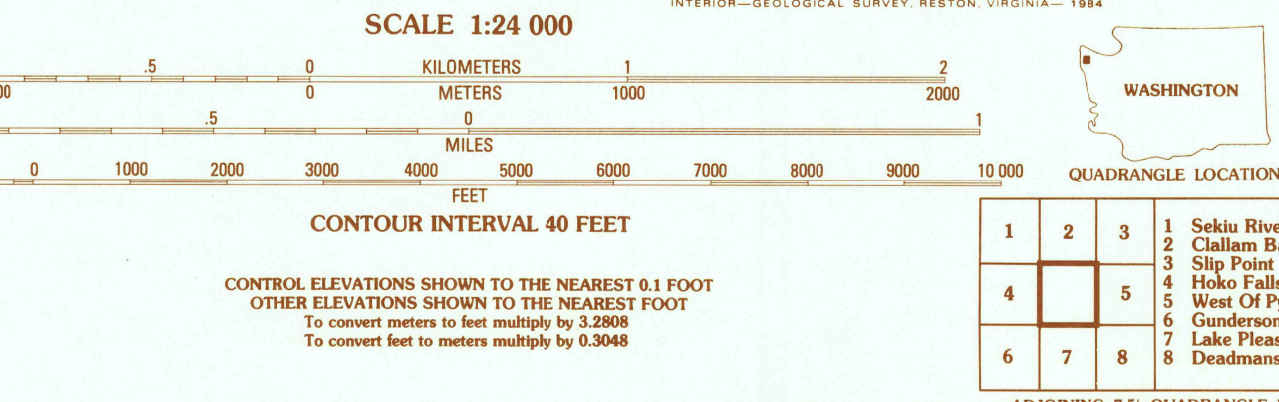 INTERIOR—GEOLOGICAL SURVEY, RESTON, VIRGINIA— 1984
SCALE 1:24 000
.5 0 KILOMETERS 1 2
00 0 METERS 1000 2000
.5 0 1
MILES
0 1000 2000 3000 4000 5000 6000 7000 8000 9000 10 000
FEET
CONTOUR INTERVAL 40 FEET
CONTROL ELEVATIONS SHOWN TO THE NEAREST 0.1 FOOT
OTHER ELEVATIONS SHOWN TO THE NEAREST FOOT
To convert meters to feet multiply by 3.2808
To convert feet to meters multiply by 0.3048
WASHINGTON
QUADRANGLE LOCATION
1 2 3
4 5
6 7 8
1 Sekiu Rive
2 Clallam Ba
3 Slip Point
4 Hoko Falls
5 West Of P
6 Gunderson
7 Lake Pleas
8 Deadmans
ADJOINING 7.5' QUADRANGLE